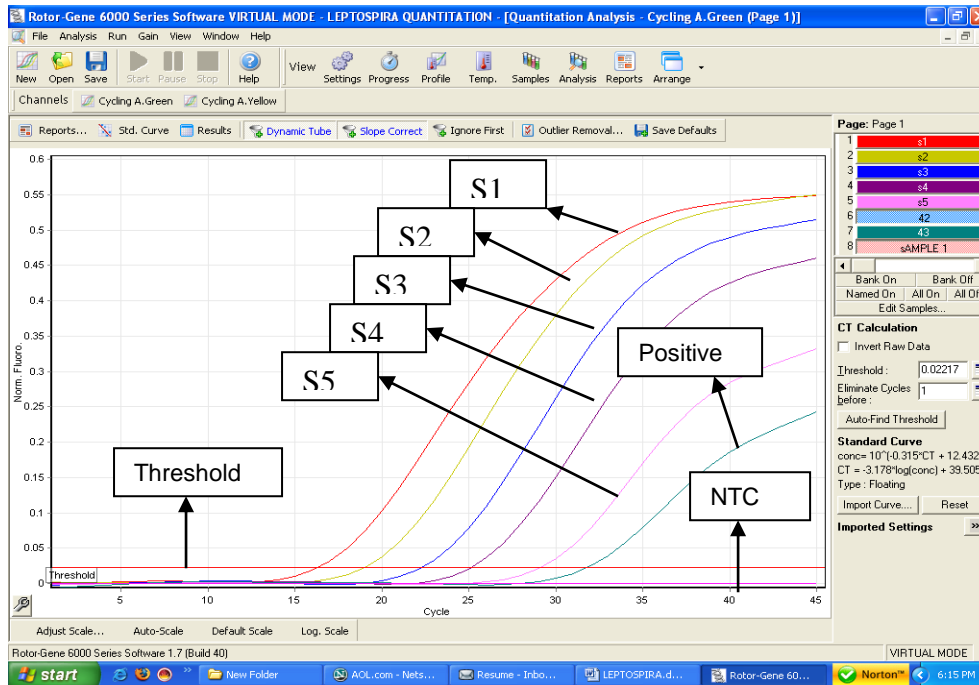 Rotor-Gene 6000 Series Software VIRTUAL MODE - LEPTOSPIRA QUANTITATION - [Quantitation Analysis - Cycling A.Green (Page 1)]
File Analysis Run Gain View Window Help
New Open Save Start Pause Stop Help View Settings Progress Profile Temp. Samples Analysis Reports Arrange
Channels Cycling A.Green Cycling A.Yellow
Reports... Std. Curve Results Dynamic Tube Slope Correct Ignore First Outlier Removal... Save Defaults
Page: Page 1
1 s1
2 s2
3 s3
4 s4
5 s5
6 42
7 43
8 sAMPLE 1
Bank On Bank Off
Named On All On All Of
Edit Samples...
CT Calculation
Invert Raw Data
Threshold : 0.02217
Eliminate Cycles before : 1
Auto-Find Threshold
Standard Curve
conc= 10^(-0.315*CT + 12.432
CT = -3.178*log(conc) + 39.505
Type : Floating
Import Curve.... Reset
Imported Settings
0.6
0.55
0.5
0.45
0.4
0.35
0.3
0.25
0.2
0.15
0.1
0.05
0
Norm. Fluoro.
S1
S2
S3
S4
S5
Positive
Threshold
NTC
Threshold
5 10 15 20 25 30 35 40 45
Cycle
Adjust Scale... Auto-Scale Default Scale Log. Scale
Rotor-Gene 6000 Series Software 1.7 (Build 40) VIRTUAL MODE
start New Folder AOL.com - Nets... Resume - Inbo... LEPTOSPIRA.d... Rotor-Gene 60... Norton™ 6:15 PM